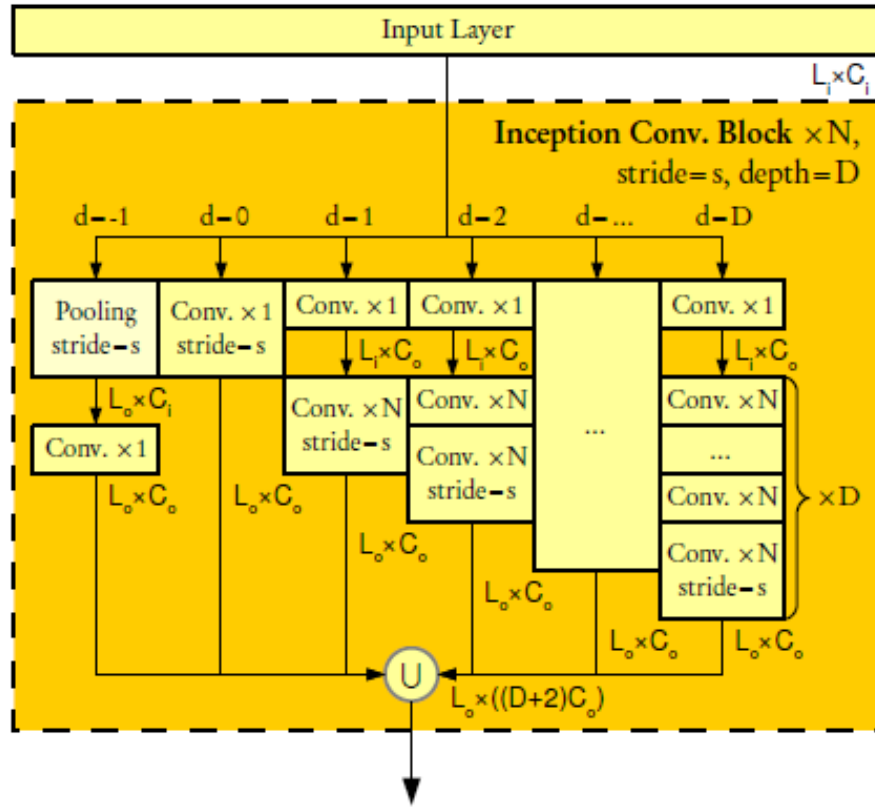 Input Layer
Lᵢ×Cᵢ
Inception Conv. Block ×N,
stride=s, depth=D
d=-1
d=0
d=1
d=2
d=...
d=D
Pooling
stride=s
Lₒ×Cᵢ
Conv. ×1
Lₒ×Cₒ
Conv. ×1
stride=s
Lₒ×Cₒ
Conv. ×1
Lᵢ×Cₒ
Conv. ×N
stride=s
Lₒ×Cₒ
Conv. ×1
Lᵢ×Cₒ
Conv. ×N
Conv. ×N
stride=s
Lₒ×Cₒ
...
Lₒ×Cₒ
Conv. ×1
Lᵢ×Cₒ
Conv. ×N
...
Conv. ×N
Conv. ×N
stride=s
×D
Lₒ×Cₒ
U
Lₒ×((D+2)Cₒ)